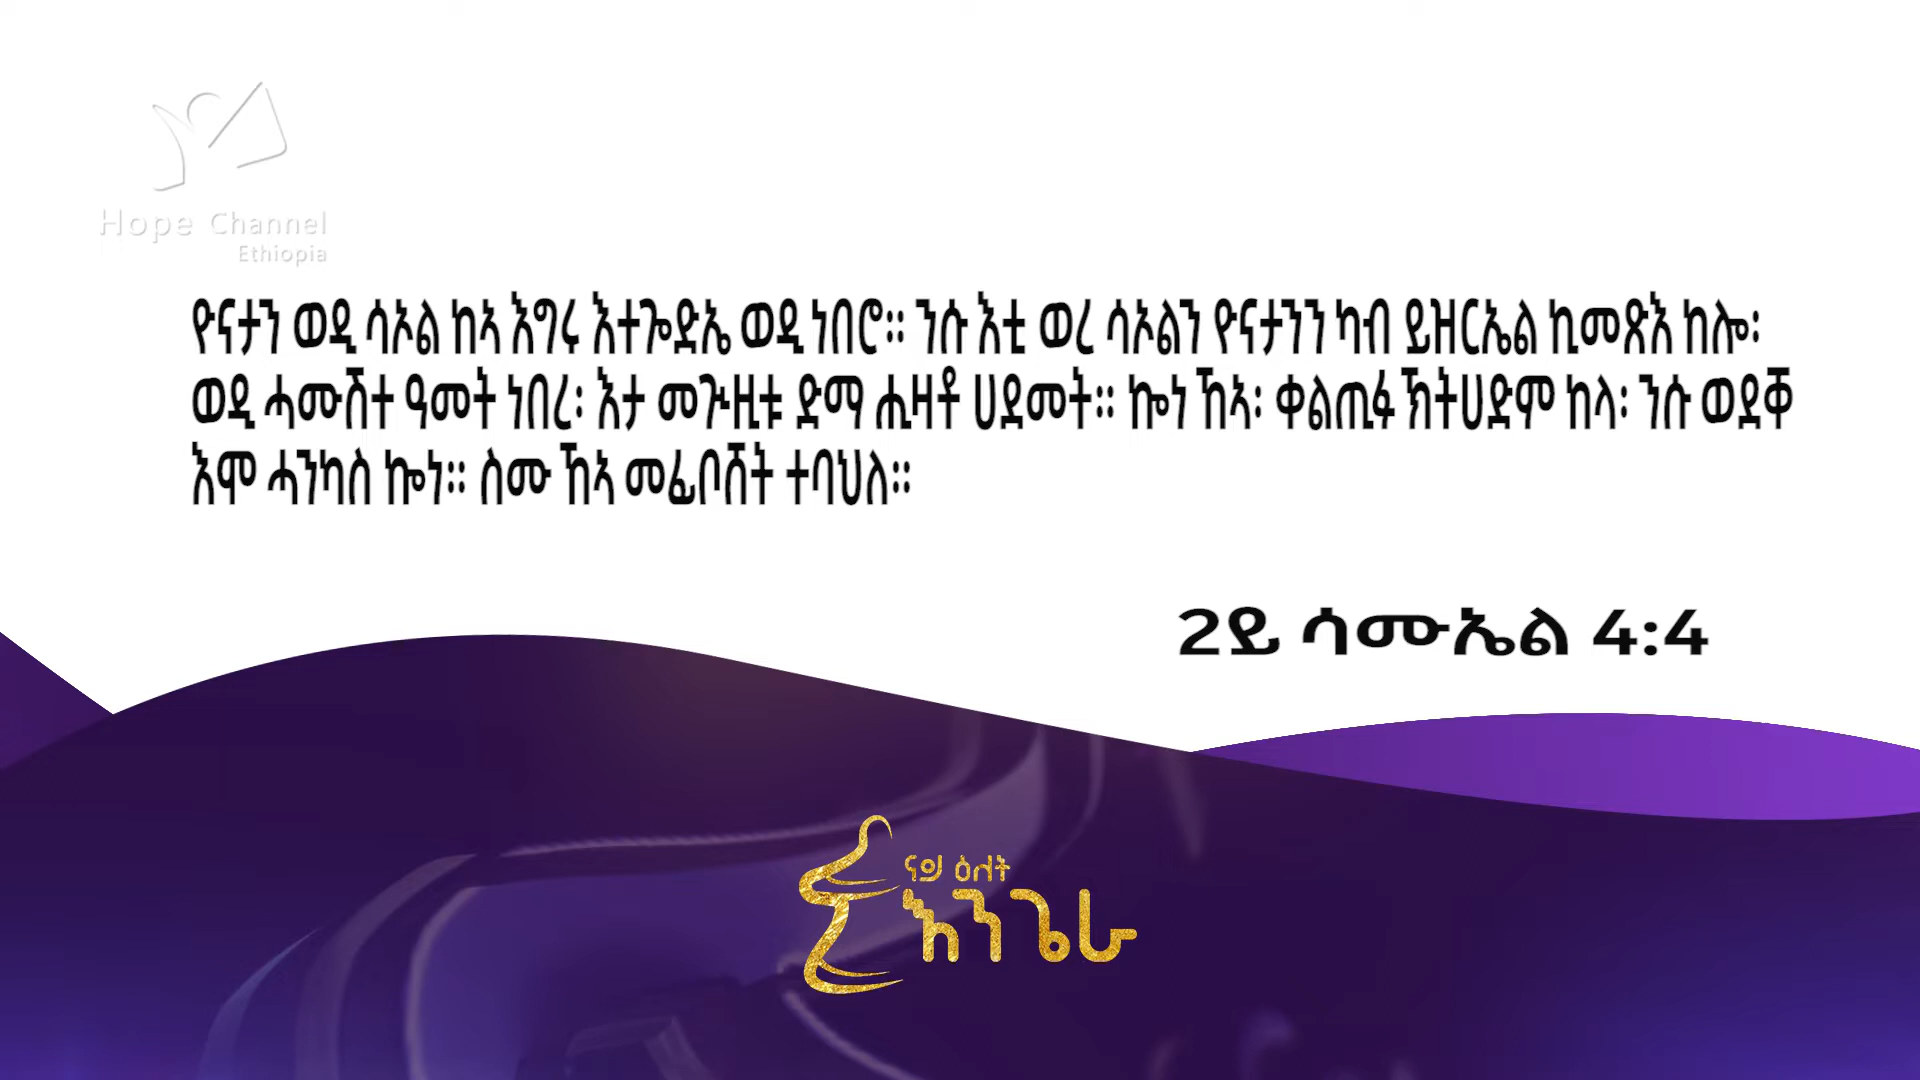 Hope Channel
Ethiopia
ዮናታን ወዲ ሳኦል ከኣ እግሩ እተጐድኤ ወዲ ነበሮ። ንሱ እቲ ወረ ሳኦልን ዮናታንን ካብ ይዝርኤል ኪመጽእ ከሎ፡
ወዲ ሓሙሽተ ዓመት ነበረ፡ እታ መጕዚቱ ድማ ሒዛቶ ሀደመት። ኰነ ኸኣ፡ ቀልጢፉ ኽትሀድም ከላ፡ ንሱ ወደቐ
እሞ ሓንካስ ኰነ። ስሙ ኸኣ መፊቦሸት ተባህለ።
2ይ ሳሙኤል 4:4
ናይ ዕለት
እንጌራ